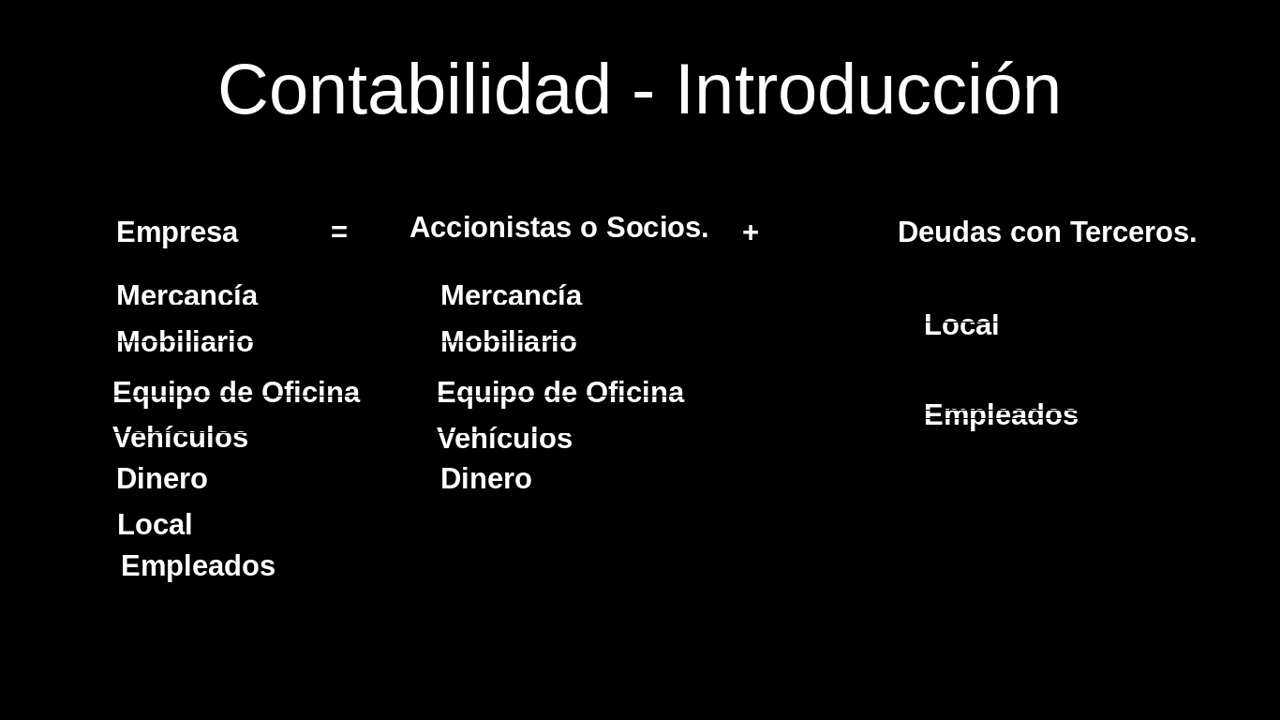 Contabilidad - Introducción
Empresa = Accionistas o Socios. + Deudas con Terceros.
Mercancía Mercancía
Local
Mobiliario Mobiliario
Equipo de Oficina Equipo de Oficina
Empleados
Vehículos Vehículos
Dinero Dinero
Local
Empleados